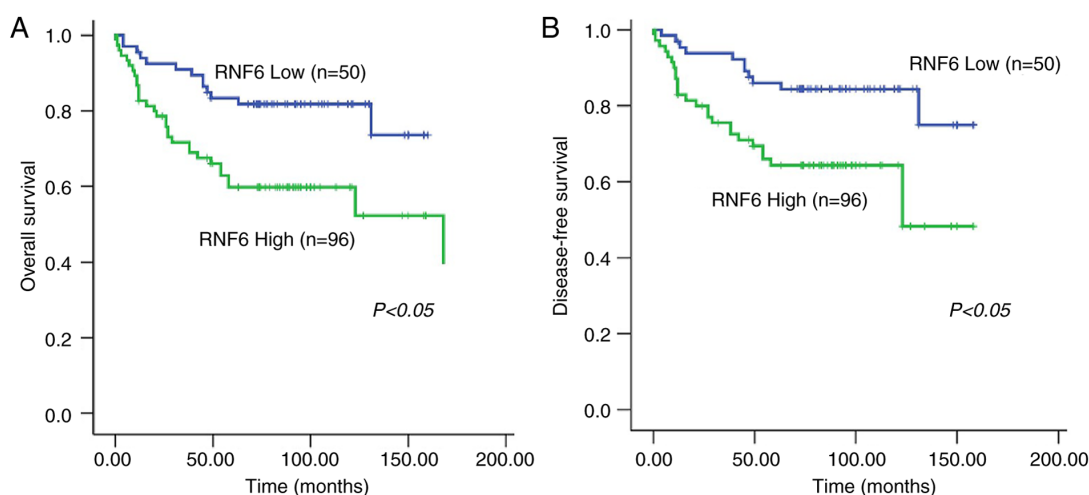 A
1.0
0.8
0.6
0.4
0.2
0.0
Overall survival
RNF6 Low (n=50)
RNF6 High (n=96)
P<0.05
0.00 50.00 100.00 150.00 200.00
Time (months)
B
1.0
0.8
0.6
0.4
0.2
0.0
Disease-free survival
RNF6 Low (n=50)
RNF6 High (n=96)
P<0.05
0.00 50.00 100.00 150.00 200.00
Time (months)